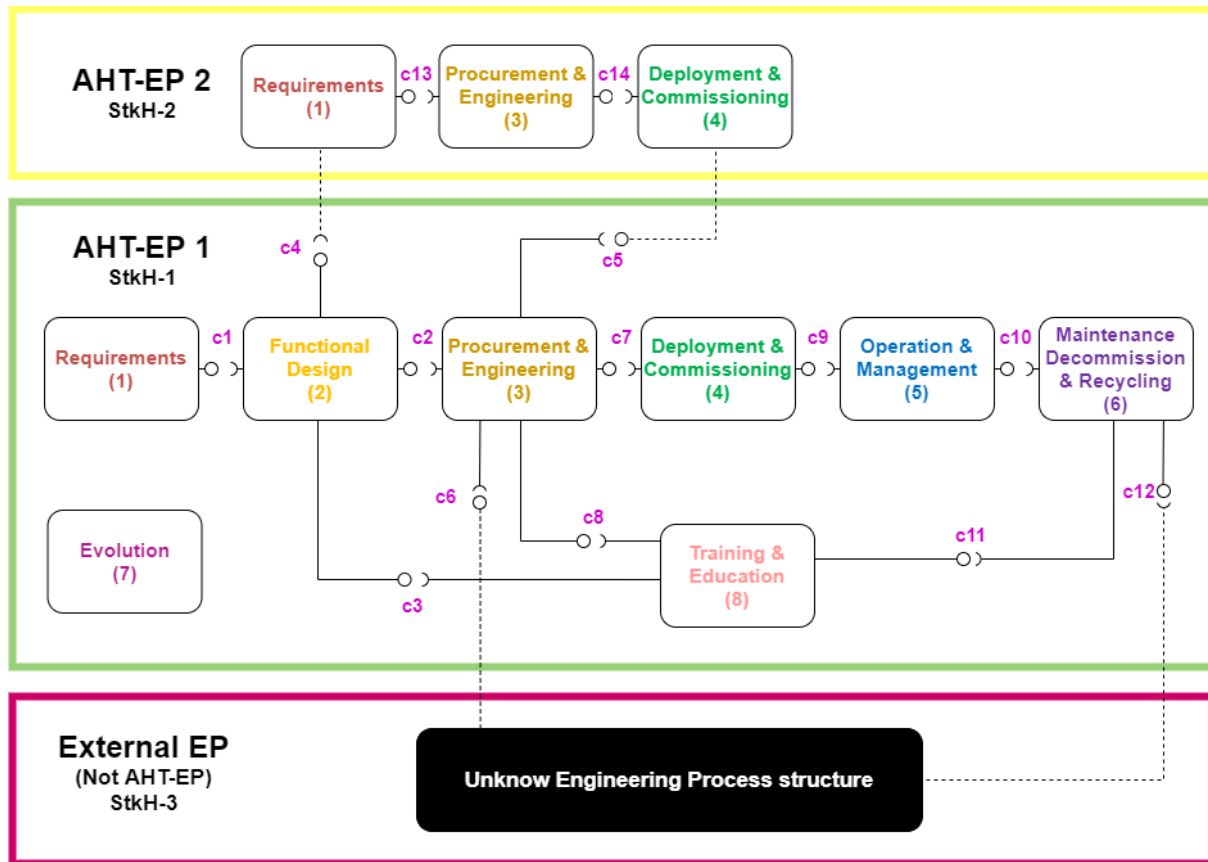 AHT-EP 2
StkH-2
Requirements
(1)
c13
Procurement &
Engineering
(3)
c14
Deployment &
Commissioning
(4)
AHT-EP 1
StkH-1
c4
c5
Requirements
(1)
c1
Functional
Design
(2)
c2
Procurement &
Engineering
(3)
c7
Deployment &
Commissioning
(4)
c9
Operation &
Management
(5)
c10
Maintenance
Decommission
& Recycling
(6)
c6
c12
c8
c11
Evolution
(7)
Training &
Education
(8)
c3
External EP
(Not AHT-EP)
StkH-3
Unknow Engineering Process structure